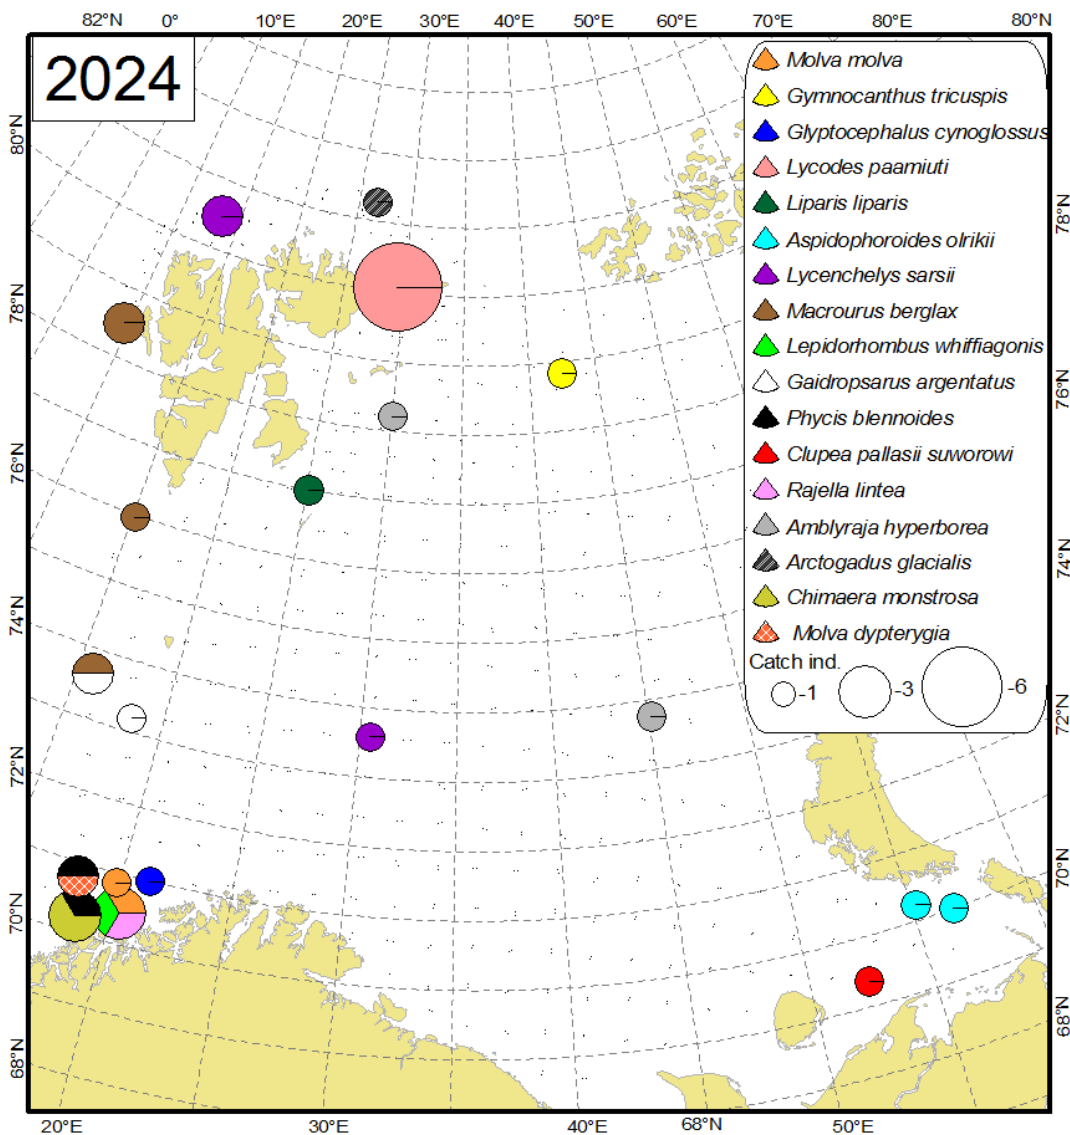 82°N 0° 10°E 20°E 30°E 40°E 50°E 60°E 70°E 80°E 80°N
2024
Molva molva
Gymnocanthus tricuspis
Glyptocephalus cynoglossus
Lycodes paamiuti
Liparis liparis
Aspidophoroides olrikii
Lycenchelys sarsii
Macrourus berglax
Lepidorhombus whiffiagonis
Gaidropsarus argentatus
Phycis blennoides
Clupea pallasii suworowi
Rajella lintea
Amblyraja hyperborea
Arctogadus glacialis
Chimaera monstrosa
Molva dypterygia
Catch ind.
-1 -3 -6
80°N
78°N
76°N
74°N
72°N
70°N
68°N
78°N
76°N
74°N
72°N
70°N
68°N
20°E 30°E 40°E 68°N 50°E